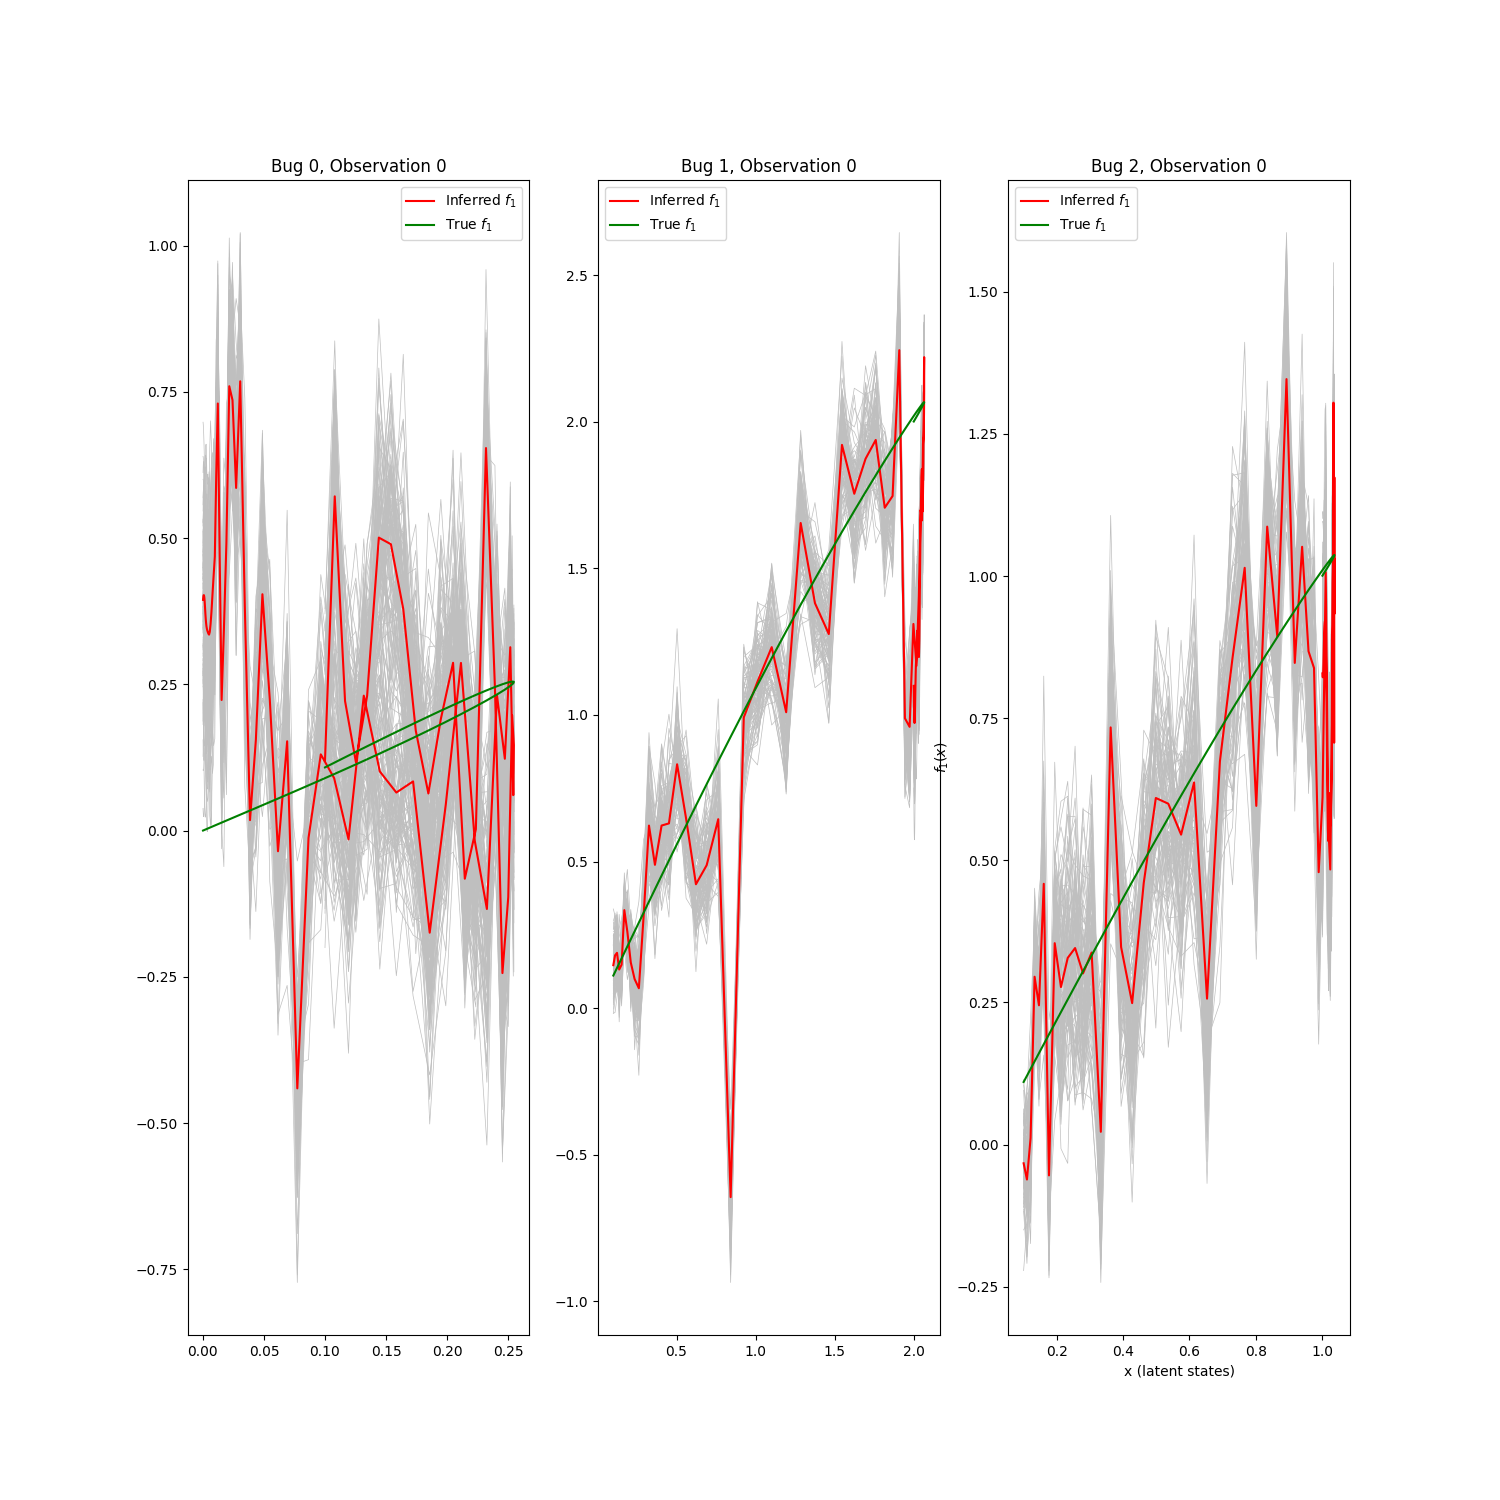 Bug 0, Observation 0
Inferred f₁
True f₁
1.00
0.75
0.50
0.25
0.00
−0.25
−0.50
−0.75
0.00 0.05 0.10 0.15 0.20 0.25
Bug 1, Observation 0
Inferred f₁
True f₁
2.5
2.0
1.5
1.0
0.5
0.0
−0.5
−1.0
0.5 1.0 1.5 2.0
f₁(x)
Bug 2, Observation 0
Inferred f₁
True f₁
1.50
1.25
1.00
0.75
0.50
0.25
0.00
−0.25
0.2 0.4 0.6 0.8 1.0
x (latent states)